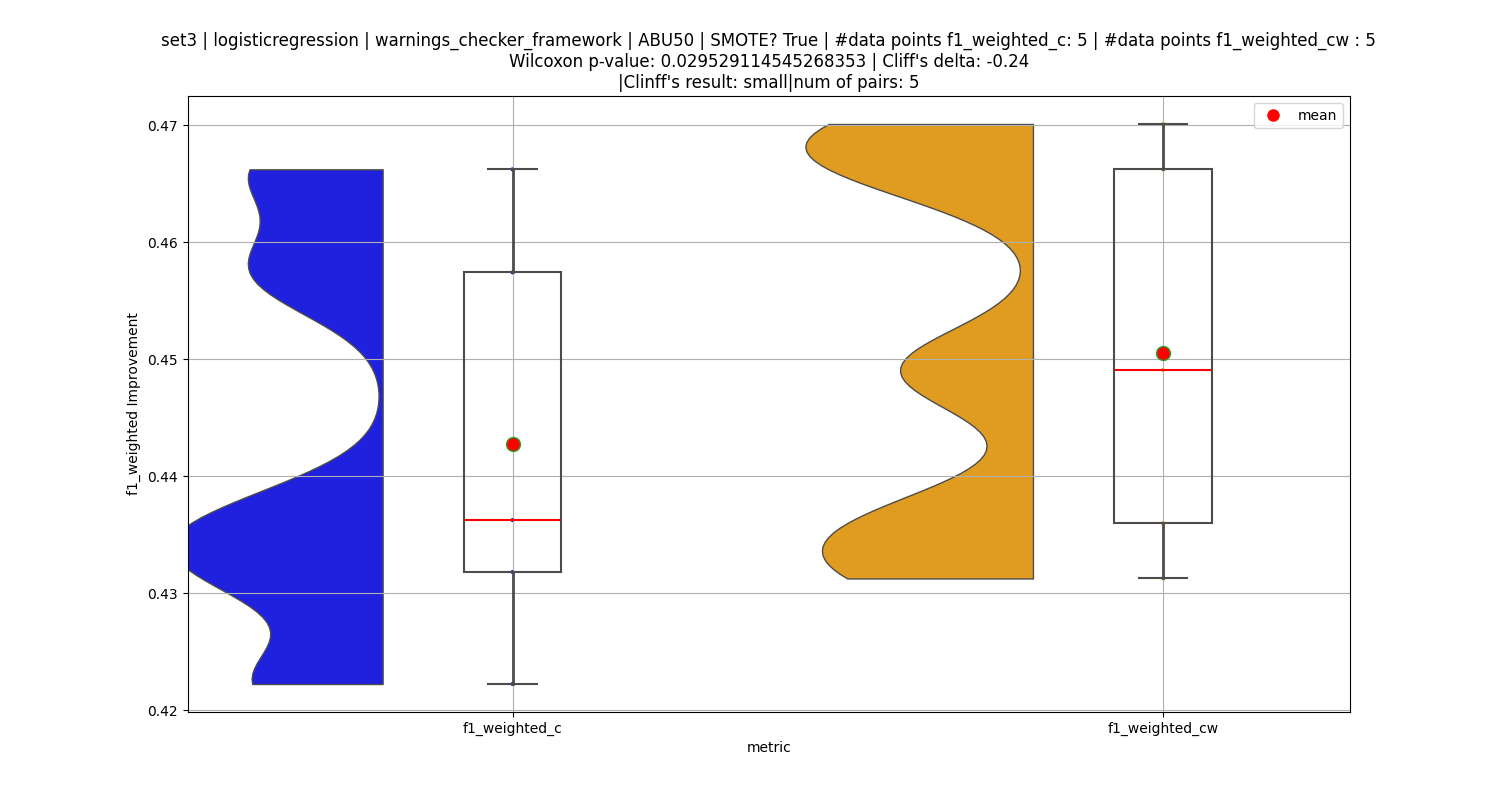 set3 | logisticregression | warnings_checker_framework | ABU50 | SMOTE? True | #data points f1_weighted_c: 5 | #data points f1_weighted_cw : 5
Wilcoxon p-value: 0.029529114545268353 | Cliff's delta: -0.24
|Clinff's result: small|num of pairs: 5
mean
0.47
0.46
0.45
0.44
0.43
0.42
f1_weighted Improvement
f1_weighted_c
f1_weighted_cw
metric